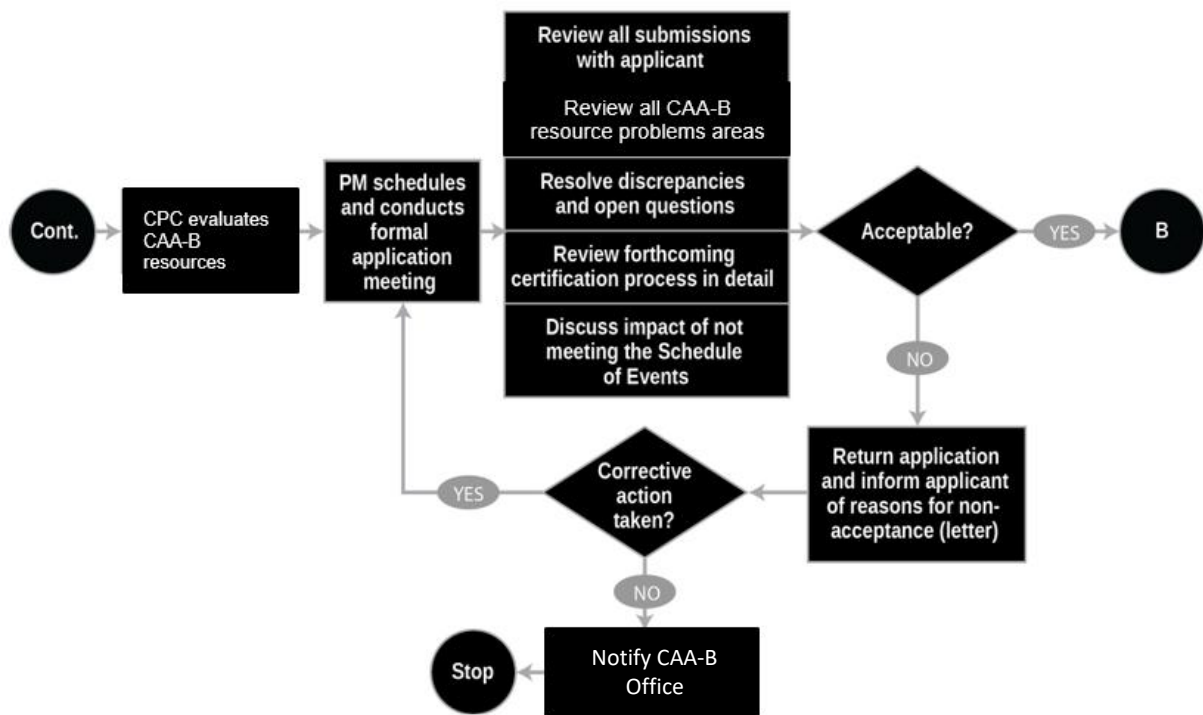 Cont.
CPC evaluates
CAA-B
resources
PM schedules
and conducts
formal
application
meeting
Review all submissions
with applicant
Review all CAA-B
resource problems areas
Resolve discrepancies
and open questions
Review forthcoming
certification process in detail
Discuss impact of not
meeting the Schedule
of Events
Acceptable?
YES
B
NO
Return application
and inform applicant
of reasons for non-
acceptance (letter)
Corrective
action
taken?
YES
NO
Notify CAA-B
Office
Stop